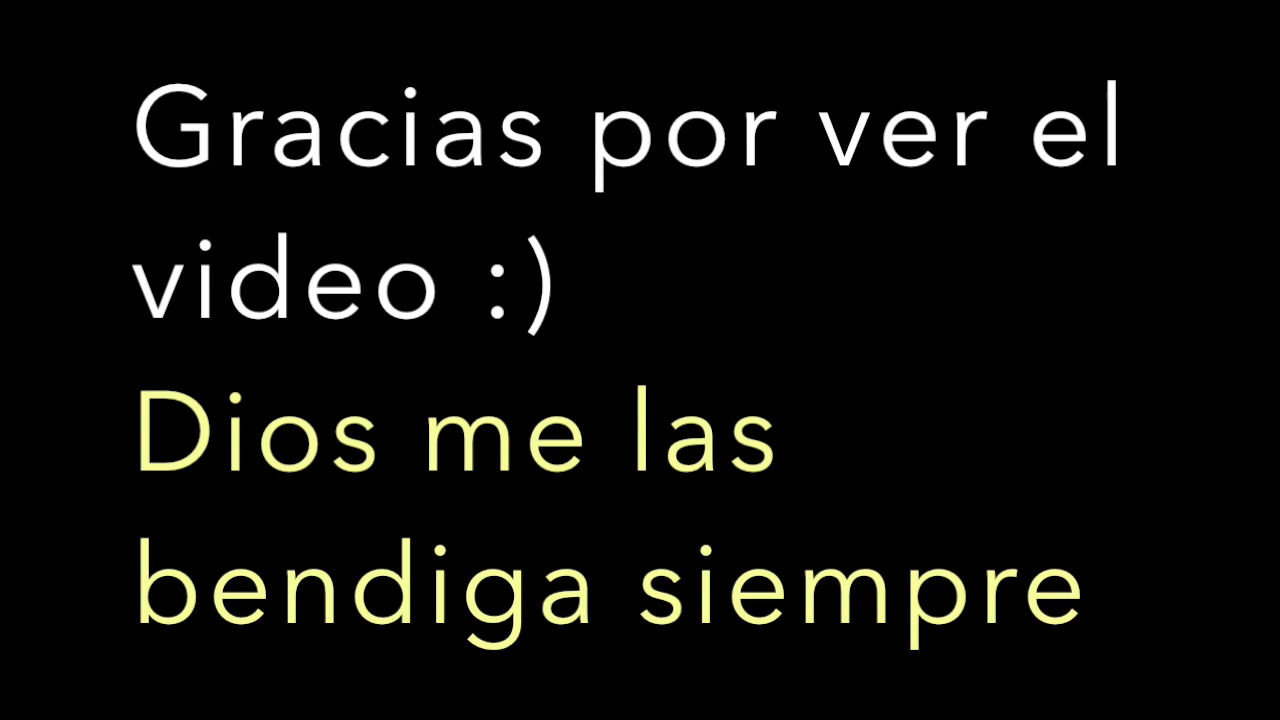 Gracias por ver el
video :)
Dios me las
bendiga siempre